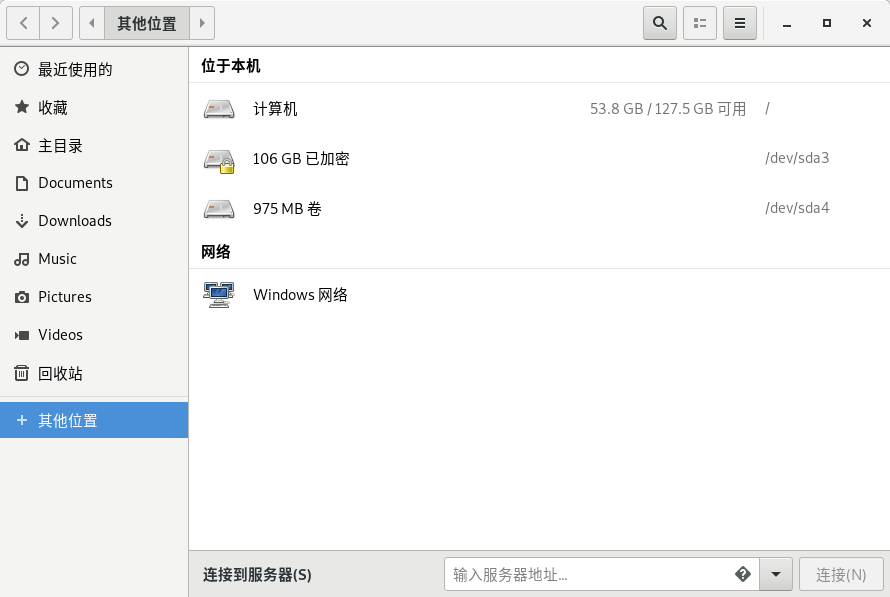 其他位置
最近使用的
收藏
主目录
Documents
Downloads
Music
Pictures
Videos
回收站
其他位置
位于本机
计算机 53.8 GB / 127.5 GB 可用 /
106 GB 已加密 /dev/sda3
975 MB 卷 /dev/sda4
网络
Windows 网络
连接到服务器(S) 输入服务器地址... 连接(N)